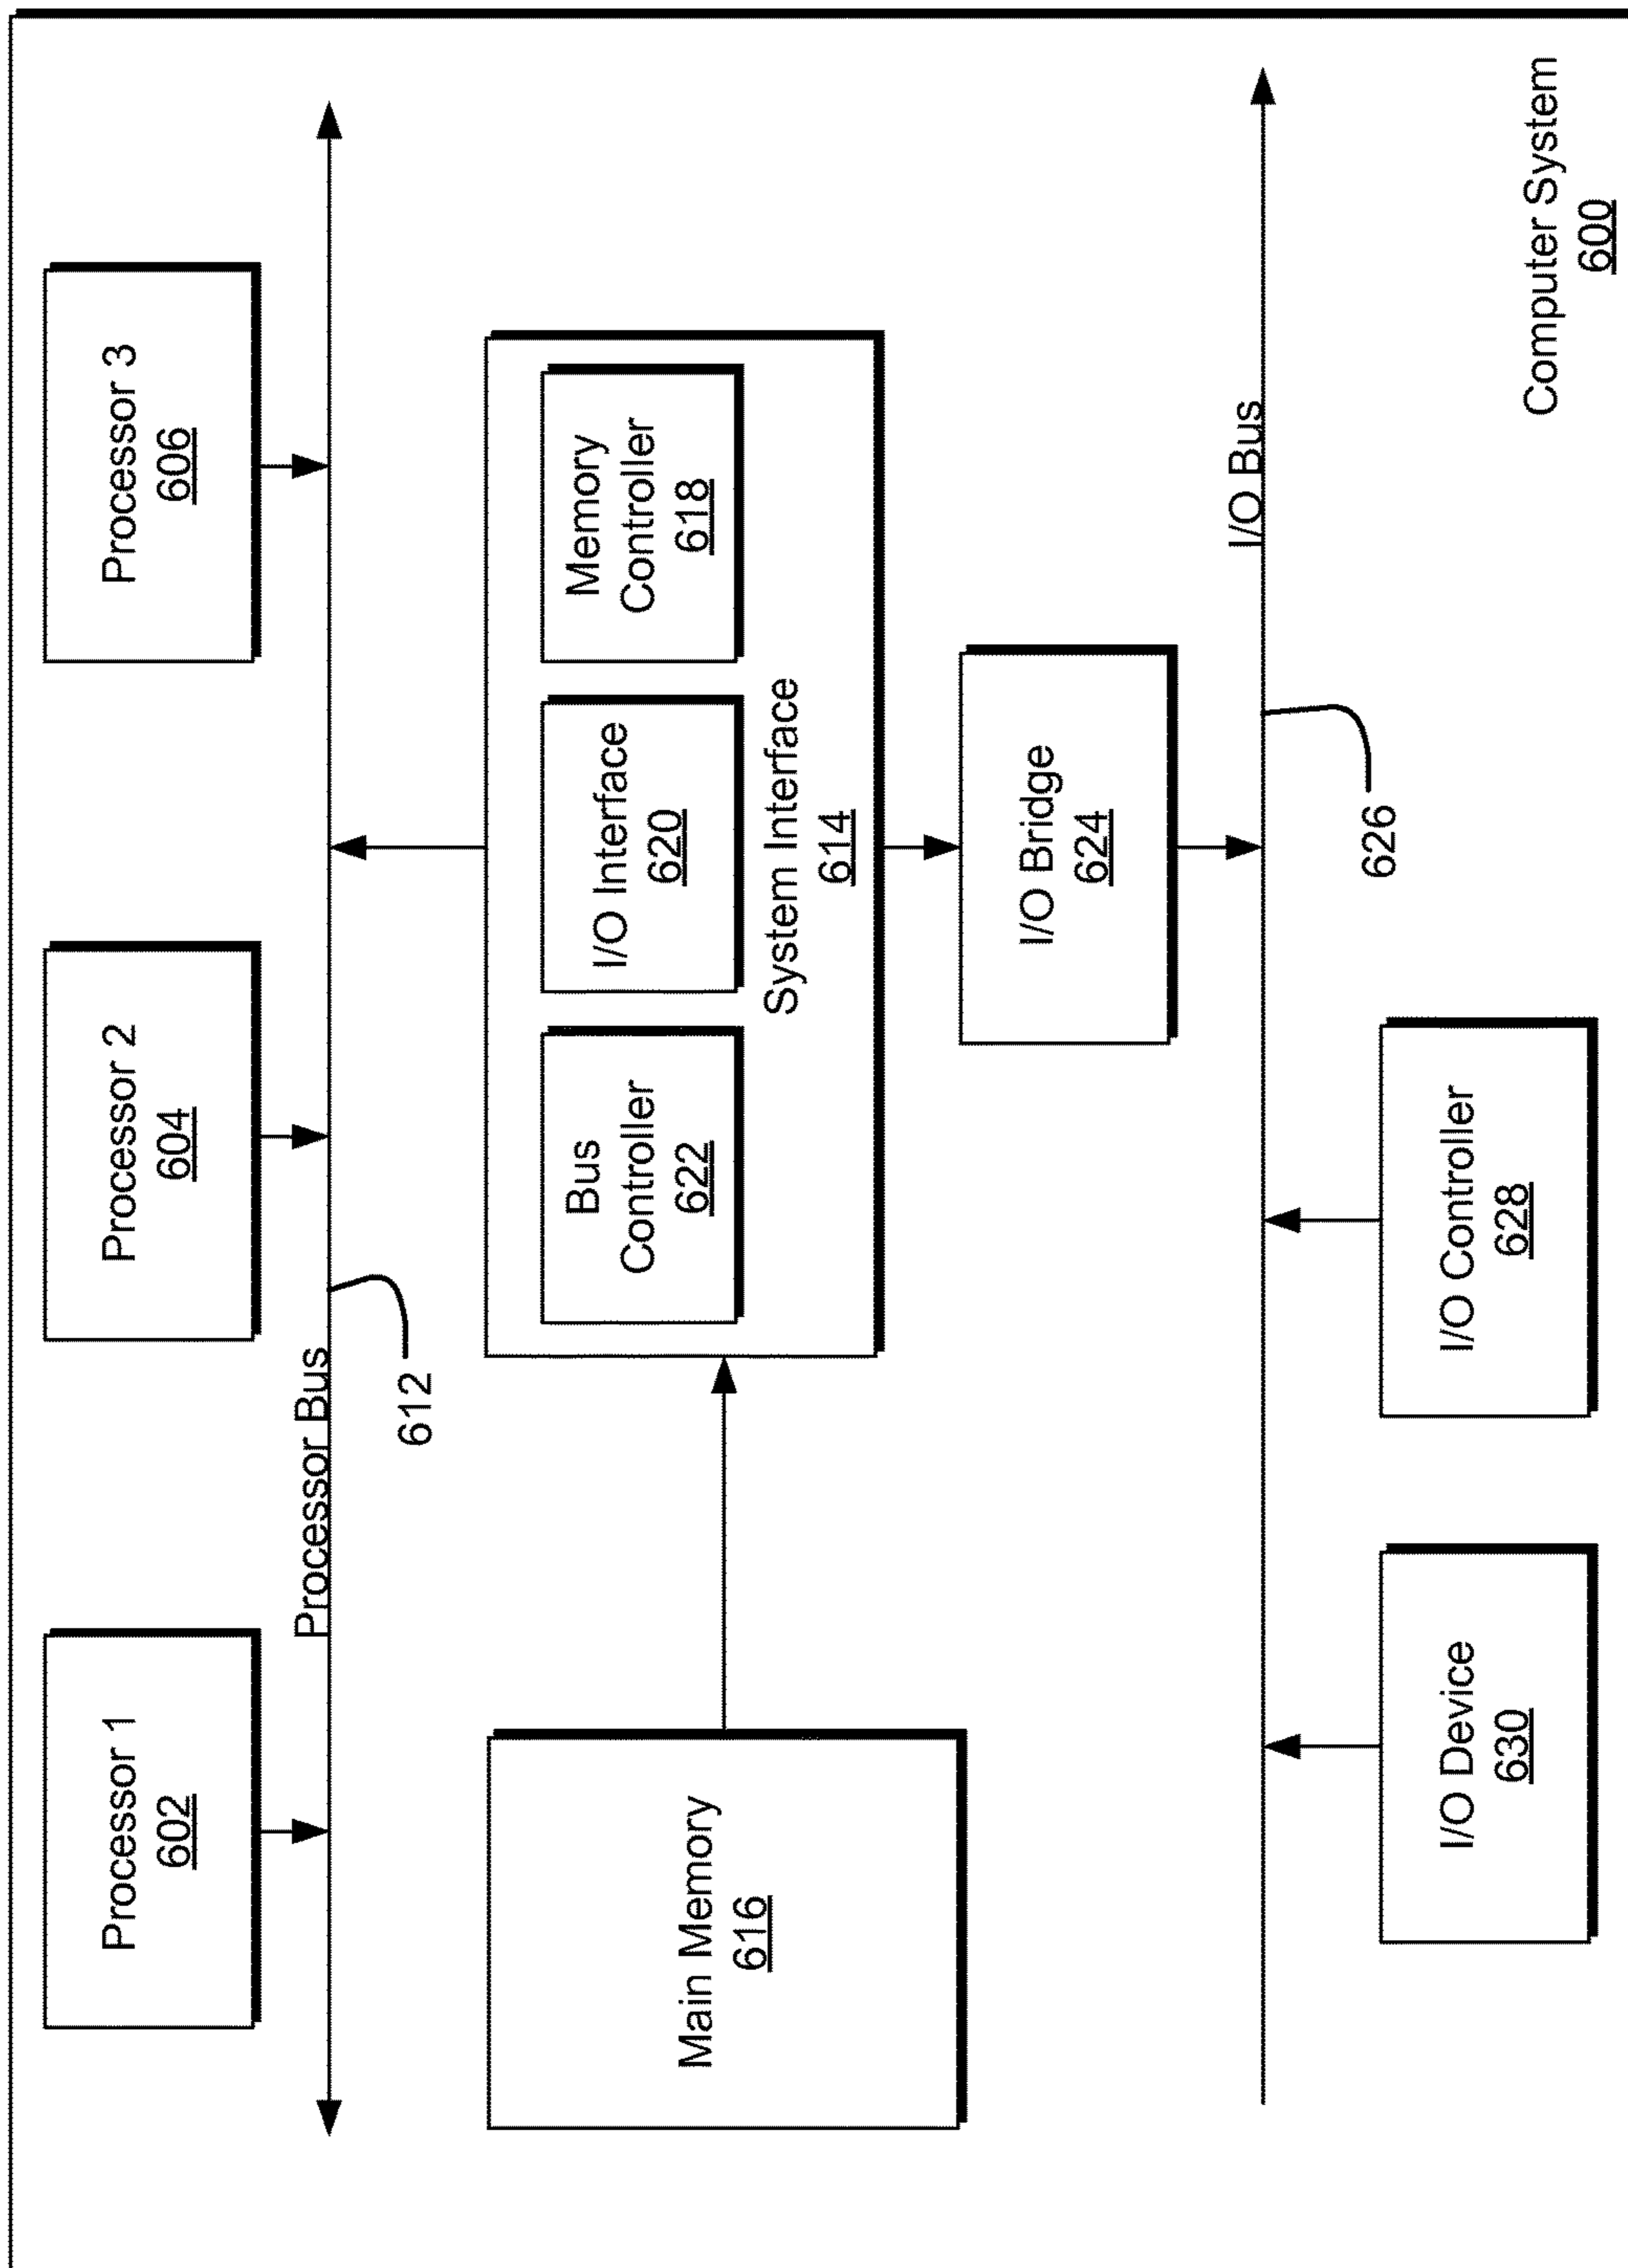 Processor 1
602
Processor 2
604
Processor 3
606
Processor Bus
612
Main Memory
616
Bus
Controller
622
I/O Interface
620
Memory
Controller
618
System Interface
614
I/O Bridge
624
I/O Bus
626
I/O Device
630
I/O Controller
628
Computer System
600